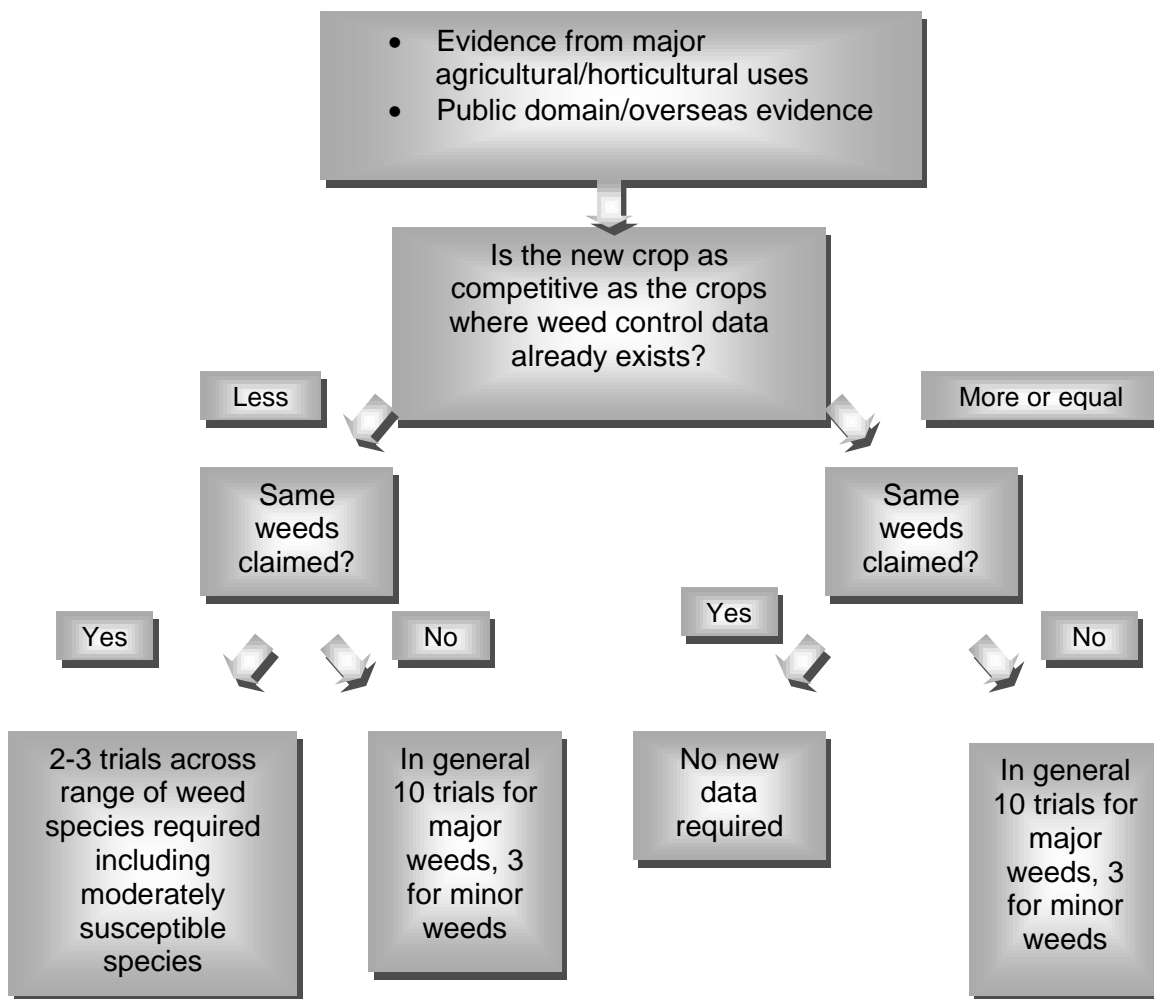 • Evidence from major
agricultural/horticultural uses
• Public domain/overseas evidence
Is the new crop as
competitive as the crops
where weed control data
already exists?
Less
More or equal
Same
weeds
claimed?
Same
weeds
claimed?
Yes
No
Yes
No
2-3 trials across
range of weed
species required
including
moderately
susceptible
species
In general
10 trials for
major
weeds, 3
for minor
weeds
No new
data
required
In general
10 trials for
major
weeds, 3
for minor
weeds